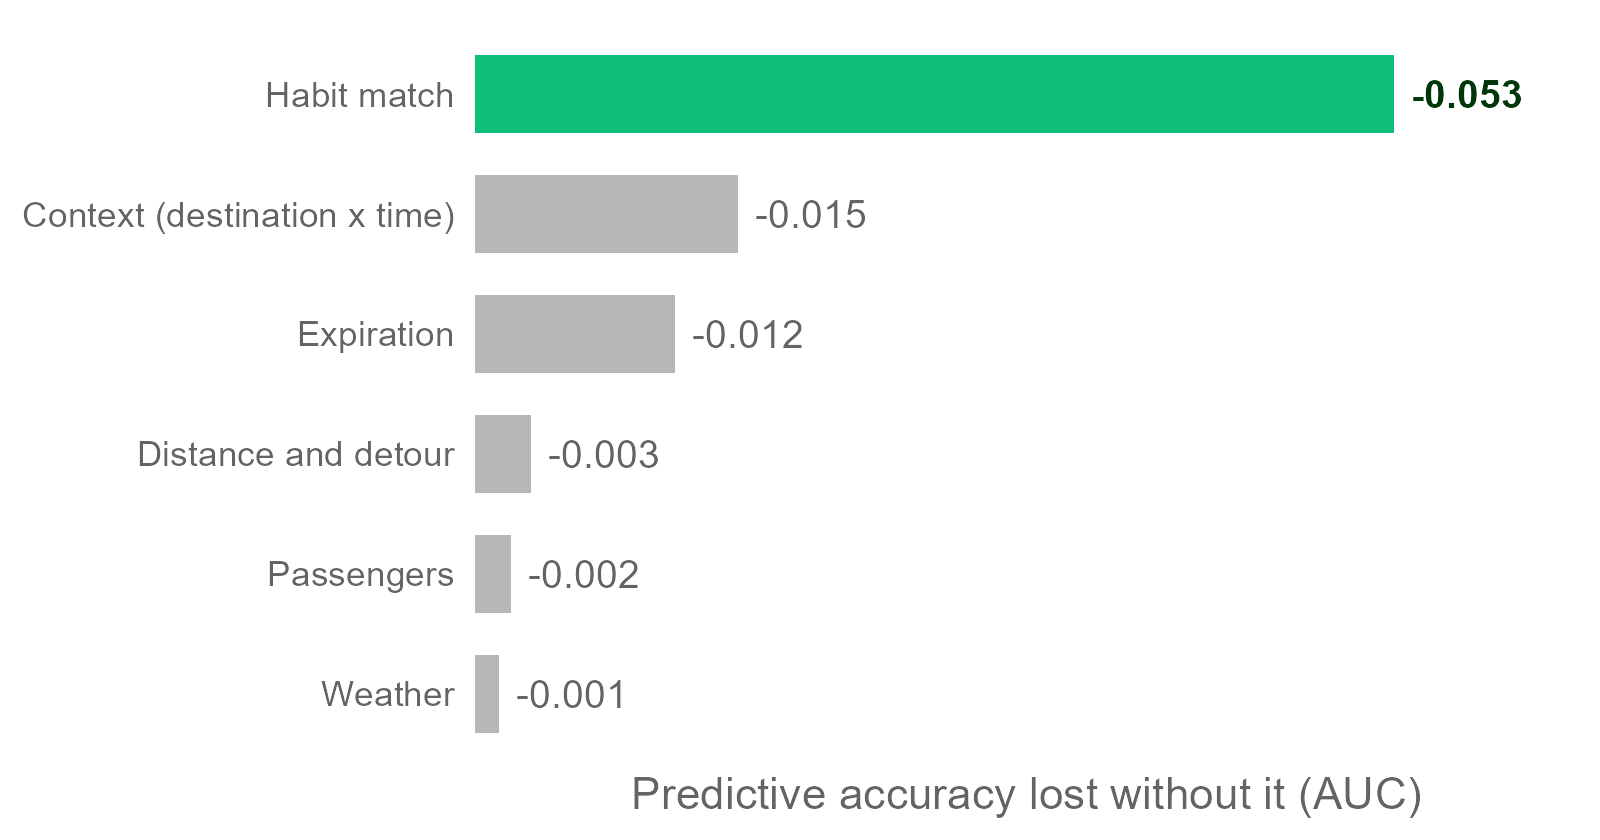 Habit match -0.053
Context (destination x time) -0.015
Expiration -0.012
Distance and detour -0.003
Passengers -0.002
Weather -0.001
Predictive accuracy lost without it (AUC)